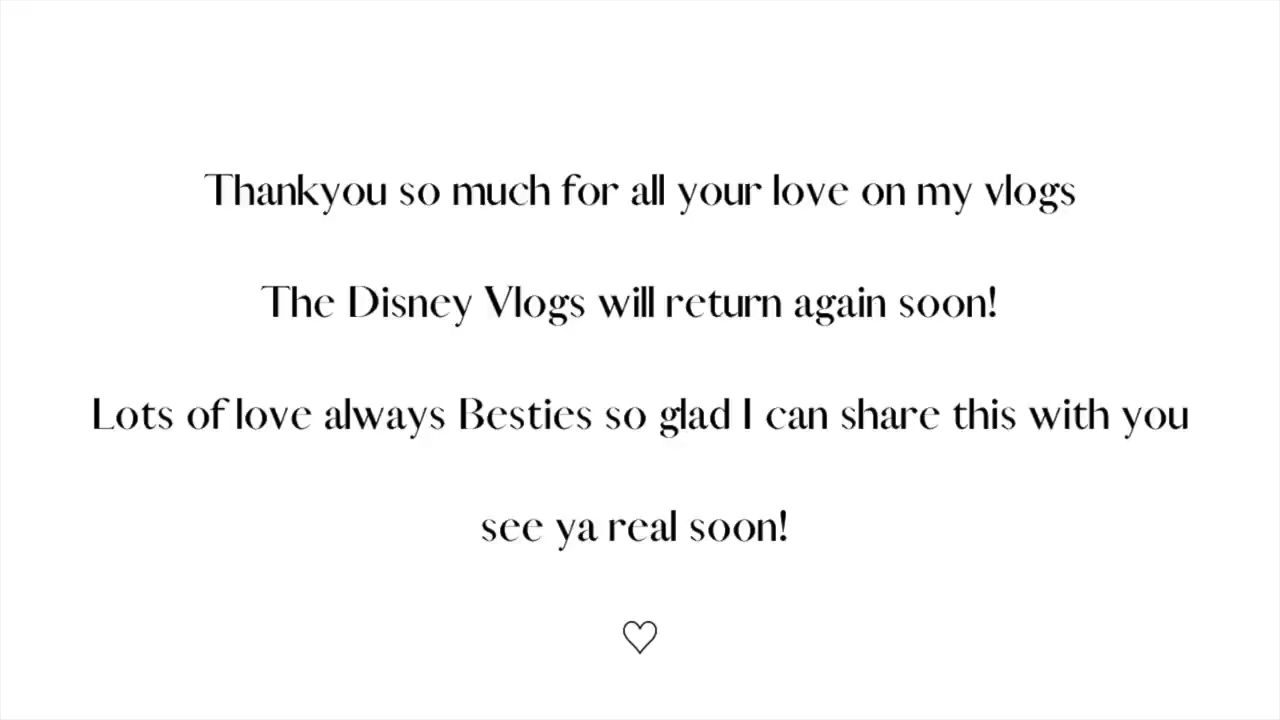 Thankyou so much for all your love on my vlogs
The Disney Vlogs will return again soon!
Lots of love always Besties so glad I can share this with you
see ya real soon!
♡